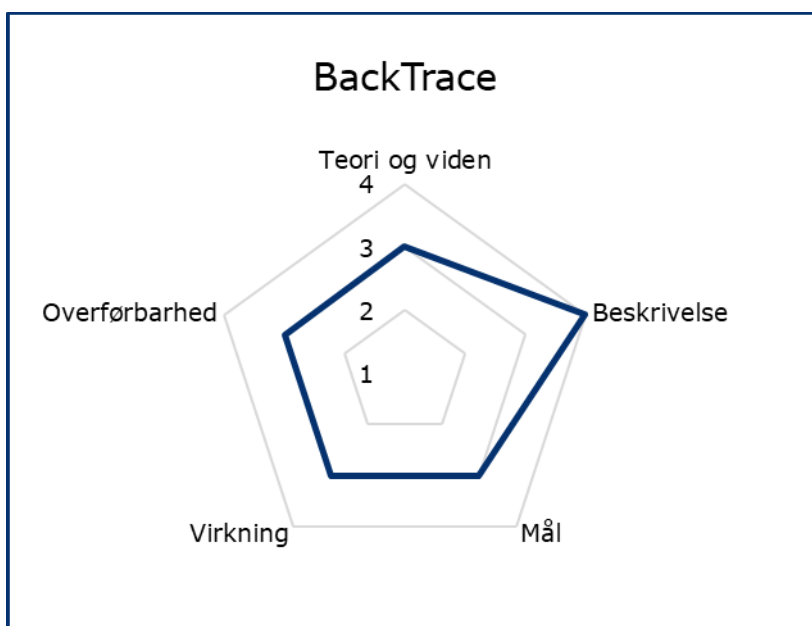 BackTrace
Teori og viden
4
3
Overførbarhed
2
Beskrivelse
1
Virkning
Mål